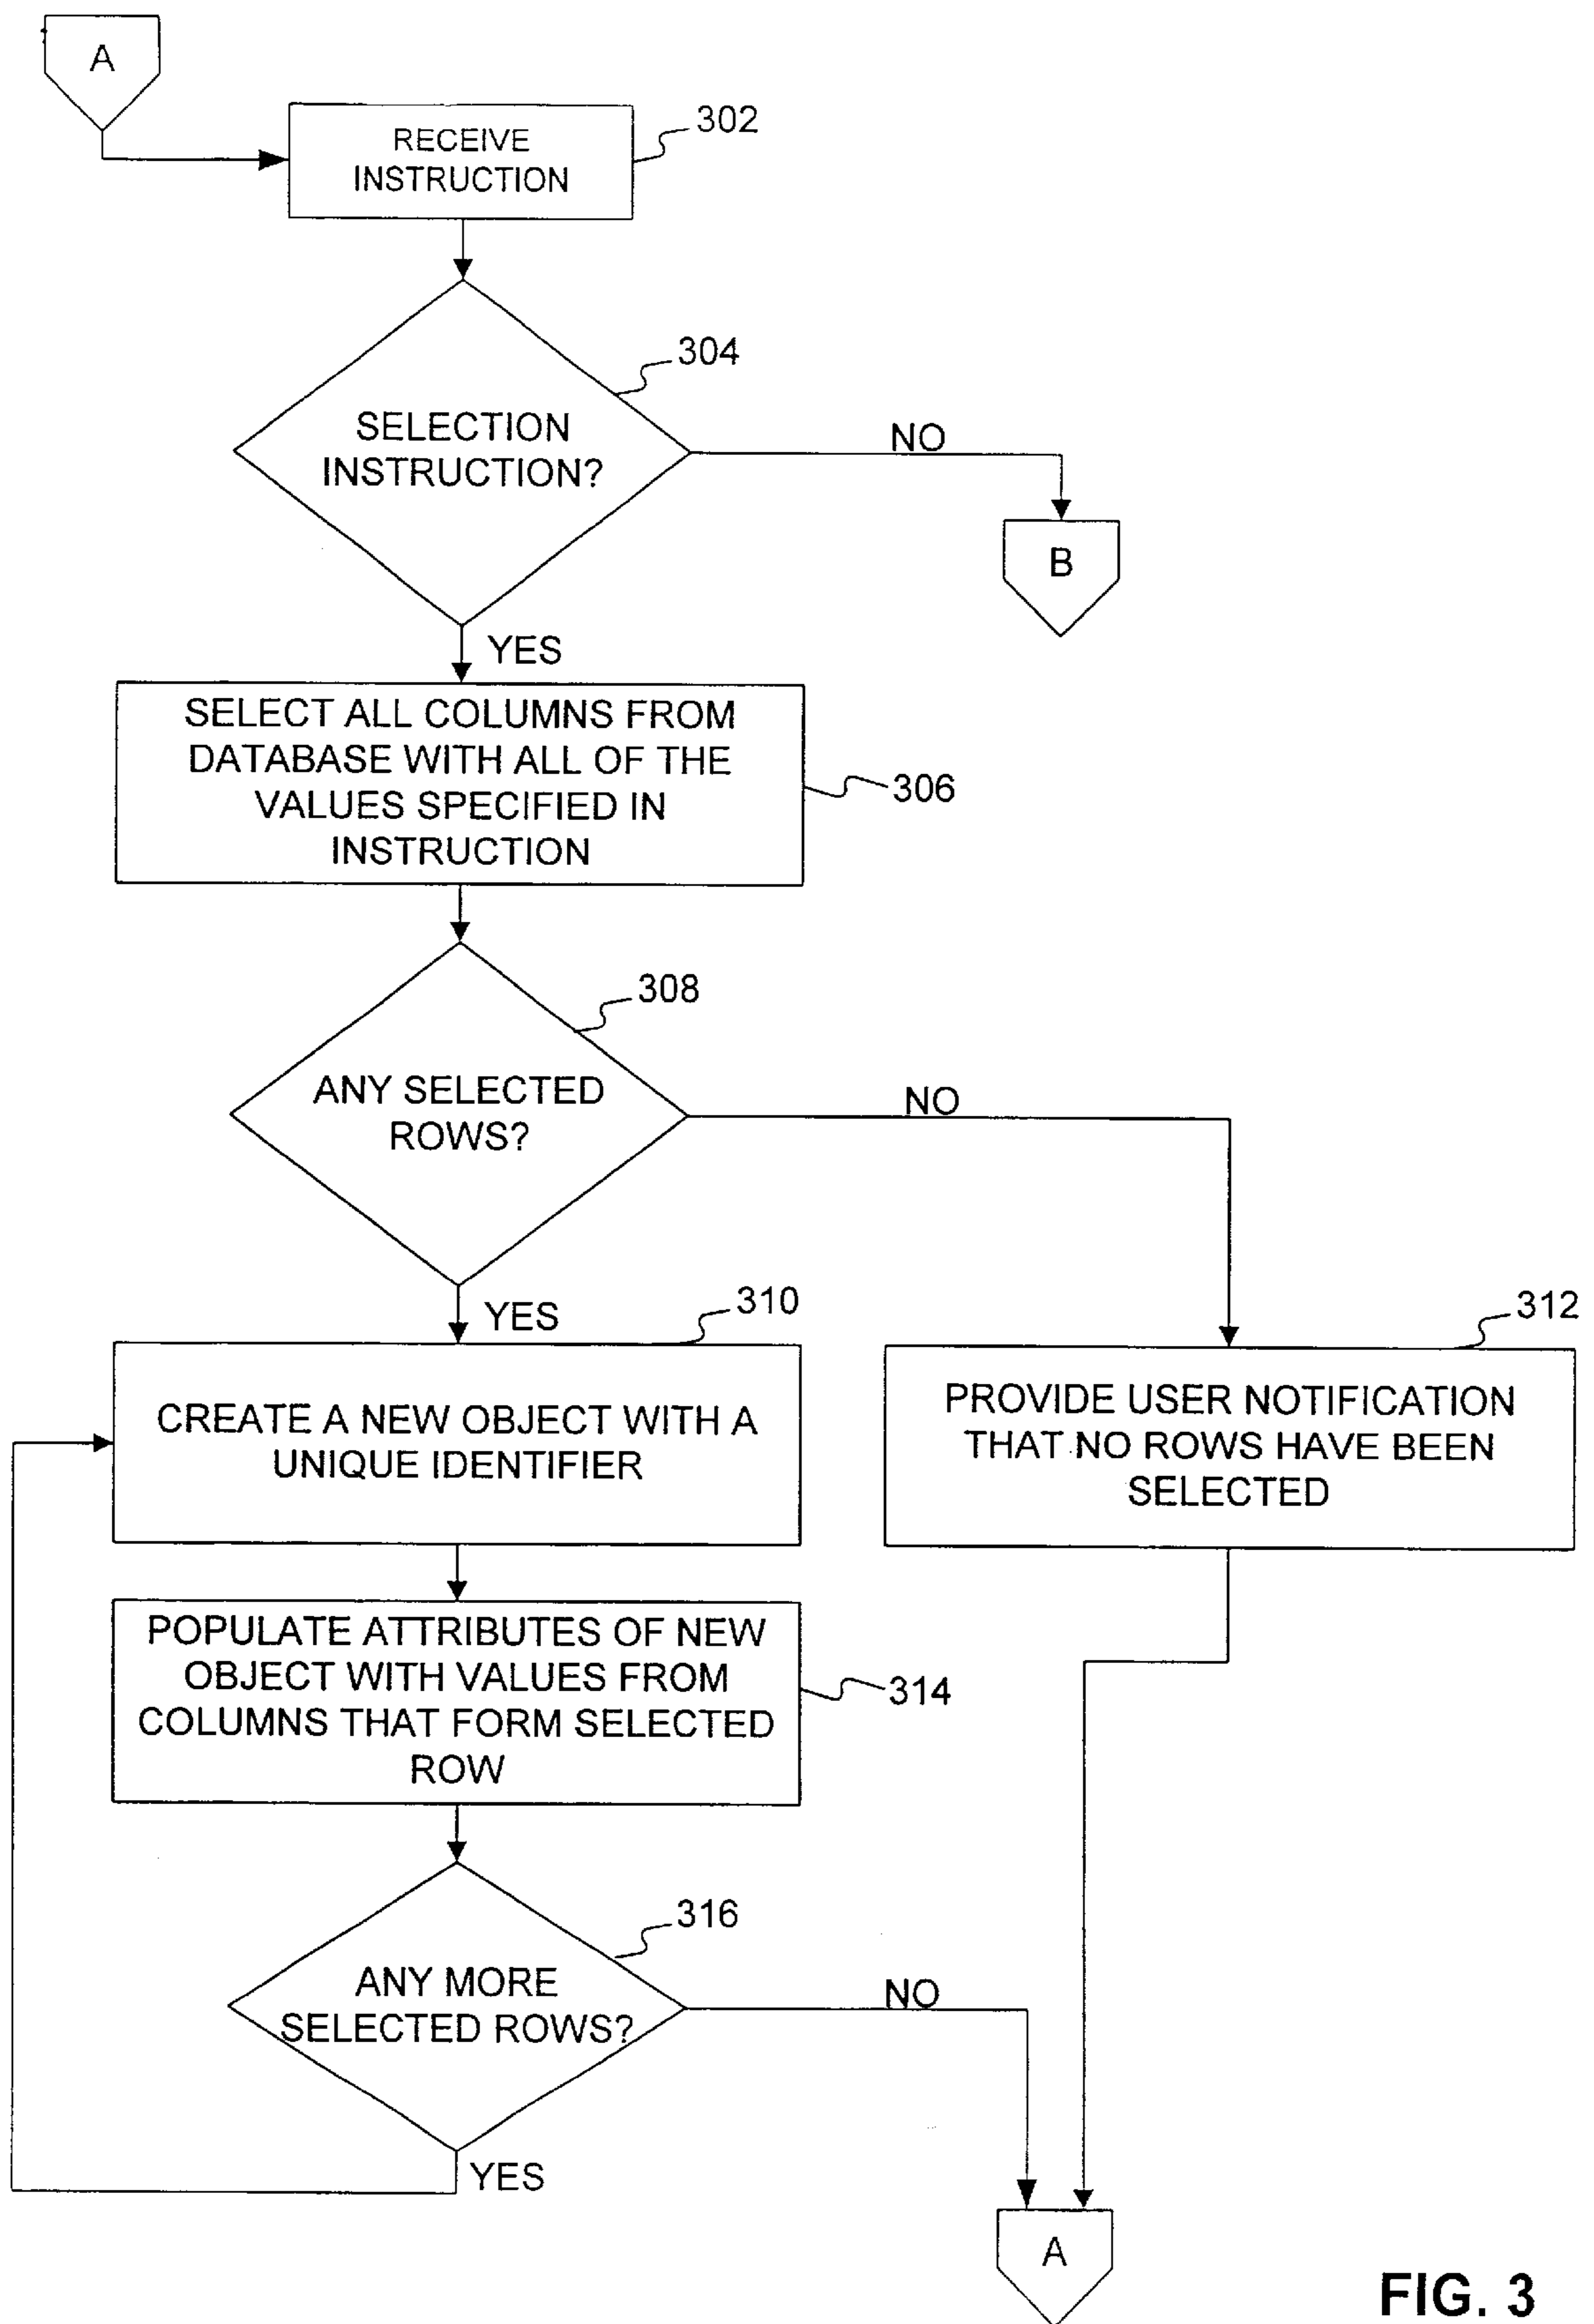 A
RECEIVE
INSTRUCTION
302
304
SELECTION
INSTRUCTION?
NO
B
YES
SELECT ALL COLUMNS FROM
DATABASE WITH ALL OF THE
VALUES SPECIFIED IN
INSTRUCTION
306
308
ANY SELECTED
ROWS?
NO
YES
310
312
CREATE A NEW OBJECT WITH A
UNIQUE IDENTIFIER
PROVIDE USER NOTIFICATION
THAT NO ROWS HAVE BEEN
SELECTED
POPULATE ATTRIBUTES OF NEW
OBJECT WITH VALUES FROM
COLUMNS THAT FORM SELECTED
ROW
314
316
ANY MORE
SELECTED ROWS?
NO
YES
A
FIG. 3